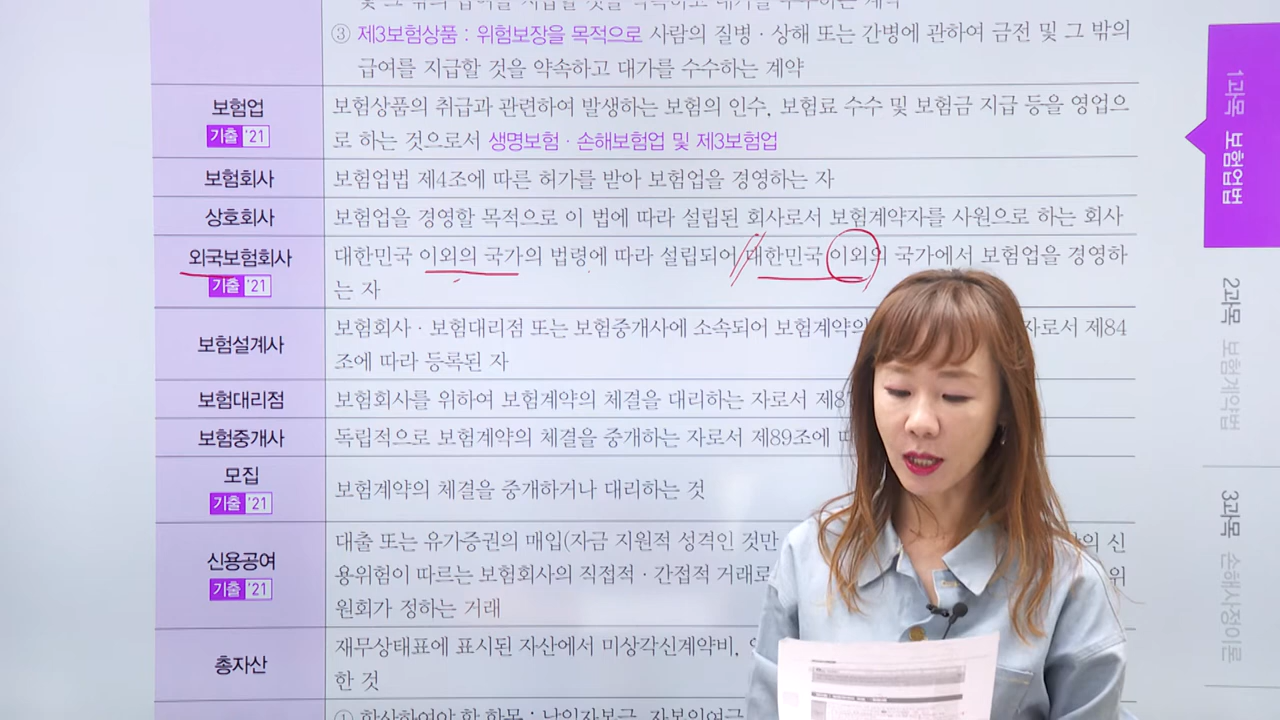 ③ 제3보험상품 : 위험보장을 목적으로 사람의 질병 · 상해 또는 간병에 관하여 금전 및 그 밖의
급여를 지급할 것을 약속하고 대가를 수수하는 계약
보험업
기출 '21
보험상품의 취급과 관련하여 발생하는 보험의 인수, 보험료 수수 및 보험금 지급 등을 영업으
로 하는 것으로서 생명보험 · 손해보험업 및 제3보험업
보험회사
보험업법 제4조에 따른 허가를 받아 보험업을 경영하는 자
상호회사
보험업을 경영할 목적으로 이 법에 따라 설립된 회사로서 보험계약자를 사원으로 하는 회사
외국보험회사
기출 '21
대한민국 이외의 국가의 법령에 따라 설립되어 대한민국 이외의 국가에서 보험업을 경영하
는 자
보험설계사
보험회사 · 보험대리점 또는 보험중개사에 소속되어 보험계약의 자로서 제84
조에 따라 등록된 자
보험대리점
보험회사를 위하여 보험계약의 체결을 대리하는 자로서
보험중개사
독립적으로 보험계약의 체결을 중개하는 자로서 제89조에
모집
기출 '21
보험계약의 체결을 중개하거나 대리하는 것
신용공여
기출 '21
대출 또는 유가증권의 매입(자금 지원적 성격인 것만 신
용위험이 따르는 보험회사의 직접적 · 간접적 위
원회가 정하는 거래
총자산
재무상태표에 표시된 자산에서 미상각신계약비,
한 것
1과목 보험업법
2과목 보험계약법
3과목 손해사정이론